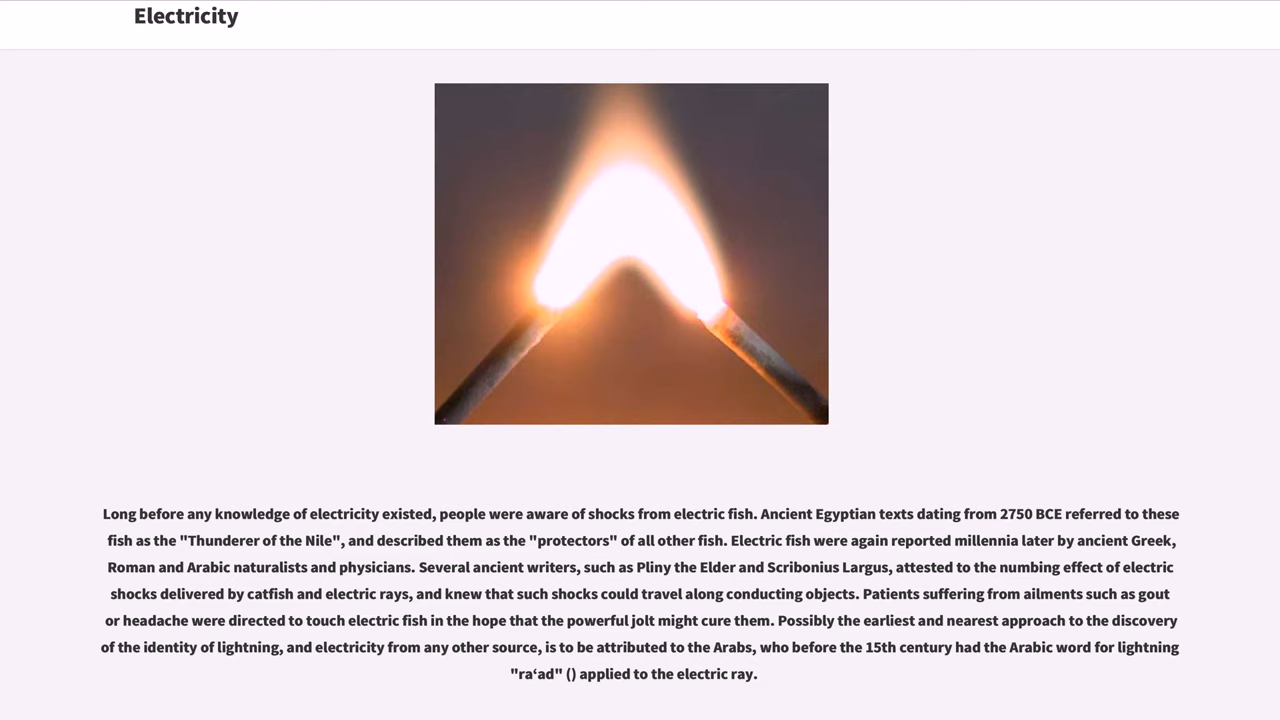 Electricity
Long before any knowledge of electricity existed, people were aware of shocks from electric fish. Ancient Egyptian texts dating from 2750 BCE referred to these
fish as the "Thunderer of the Nile", and described them as the "protectors" of all other fish. Electric fish were again reported millennia later by ancient Greek,
Roman and Arabic naturalists and physicians. Several ancient writers, such as Pliny the Elder and Scribonius Largus, attested to the numbing effect of electric
shocks delivered by catfish and electric rays, and knew that such shocks could travel along conducting objects. Patients suffering from ailments such as gout
or headache were directed to touch electric fish in the hope that the powerful jolt might cure them. Possibly the earliest and nearest approach to the discovery
of the identity of lightning, and electricity from any other source, is to be attributed to the Arabs, who before the 15th century had the Arabic word for lightning
"raʻad" () applied to the electric ray.